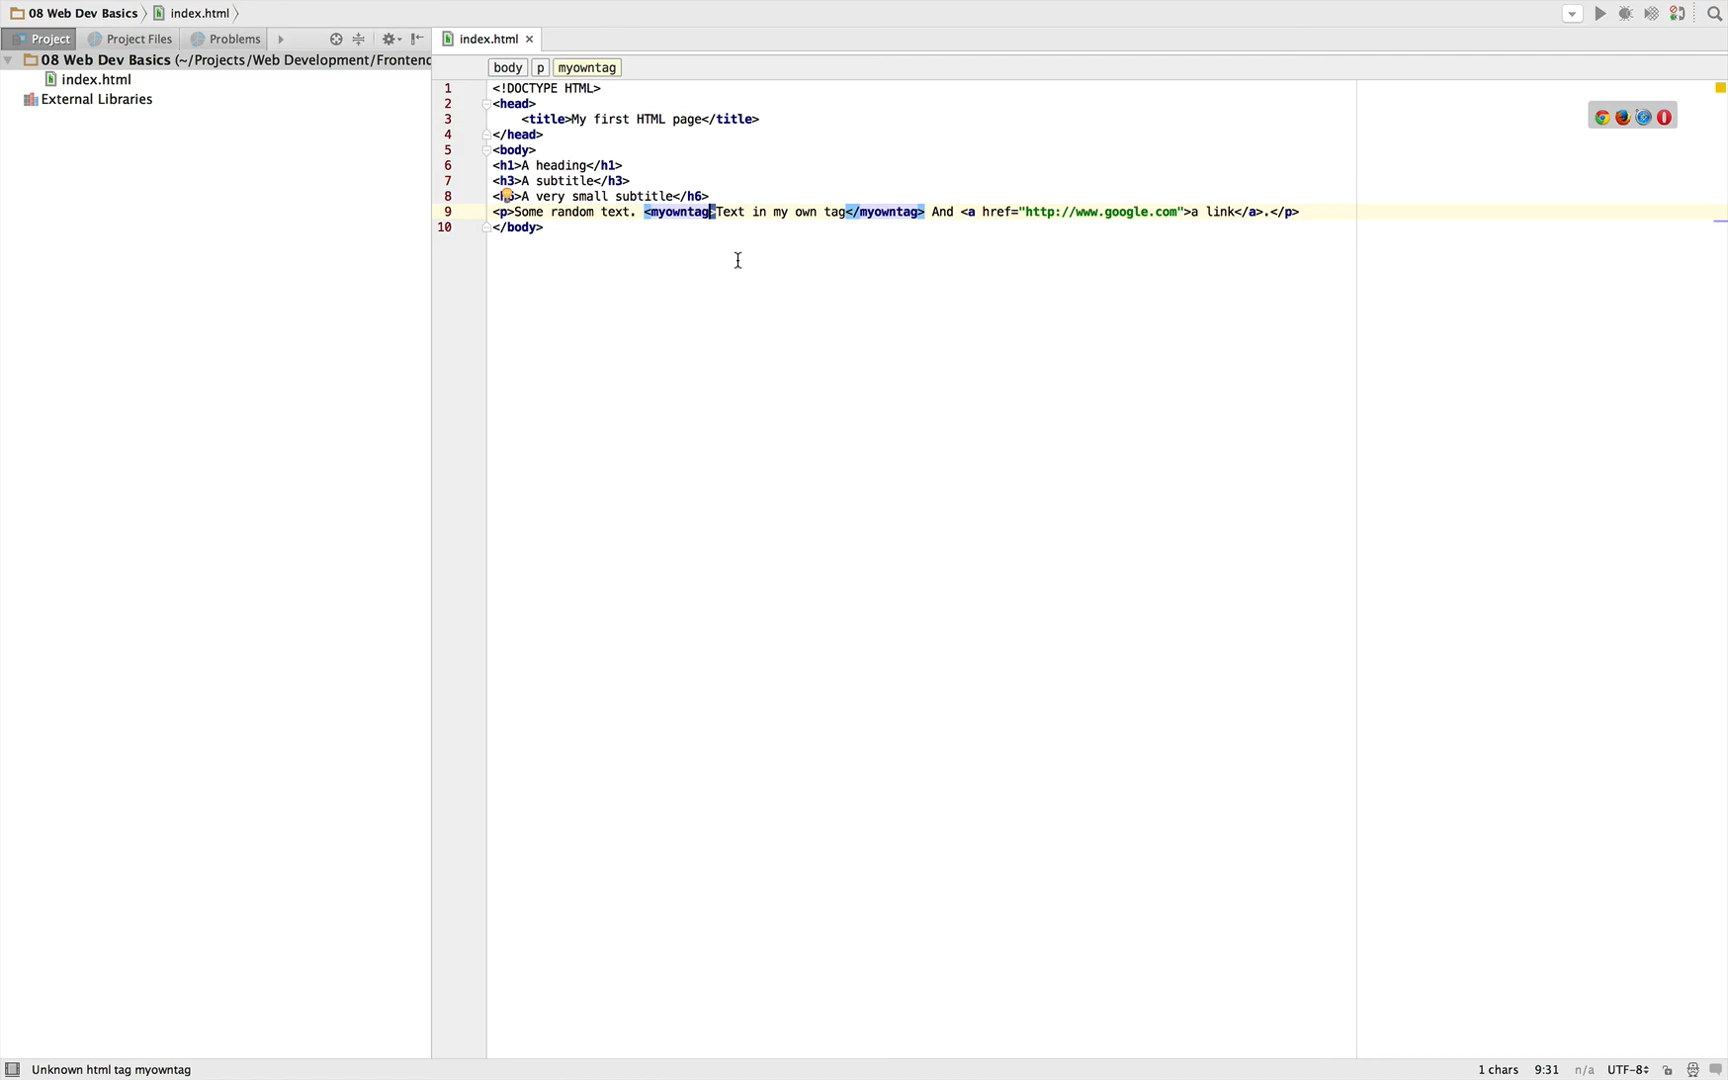 08 Web Dev Basics index.html
Project Project Files Problems index.html
08 Web Dev Basics (~/Projects/Web Development/Frontend
index.html
External Libraries
body p myowntag
1 <!DOCTYPE HTML>
2 <head>
3 <title>My first HTML page</title>
4 </head>
5 <body>
6 <h1>A heading</h1>
7 <h3>A subtitle</h3>
8 >A very small subtitle</h6>
9 <p>Some random text. <myowntag>Text in my own tag</myowntag> And <a href="http://www.google.com">a link</a>.</p>
10 </body>
Unknown html tag myowntag 1 chars 9:31 n/a UTF-8